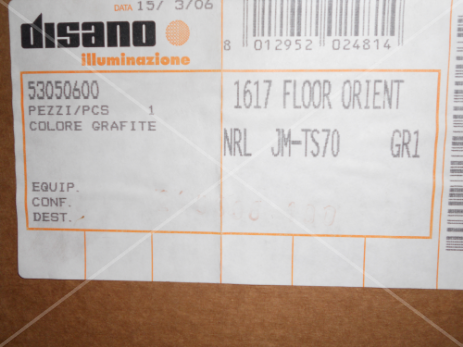 DATA 15/ 3/06
disano
illuminazione
8 012952 024814
53050600
1617 FLOOR ORIENT
PEZZI/PCS 1
COLORE GRAFITE
NRL JM-TS70 GR1
EQUIP.
CONF.
DEST.